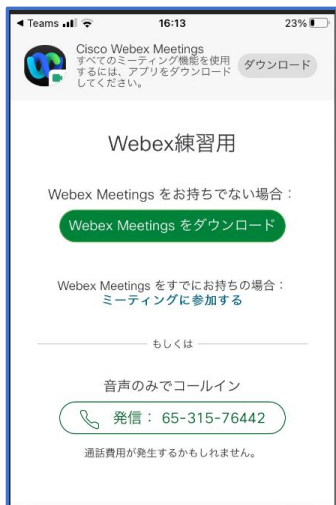 Teams 16:13 23%
Cisco Webex Meetings
すべてのミーティング機能を使用
するには、アプリをダウンロード
してください。
ダウンロード
Webex練習用
Webex Meetings をお持ちでない場合：
Webex Meetings をダウンロード
Webex Meetings をすでにお持ちの場合：
ミーティングに参加する
もしくは
音声のみでコールイン
発信： 65-315-76442
通話費用が発生するかもしれません。